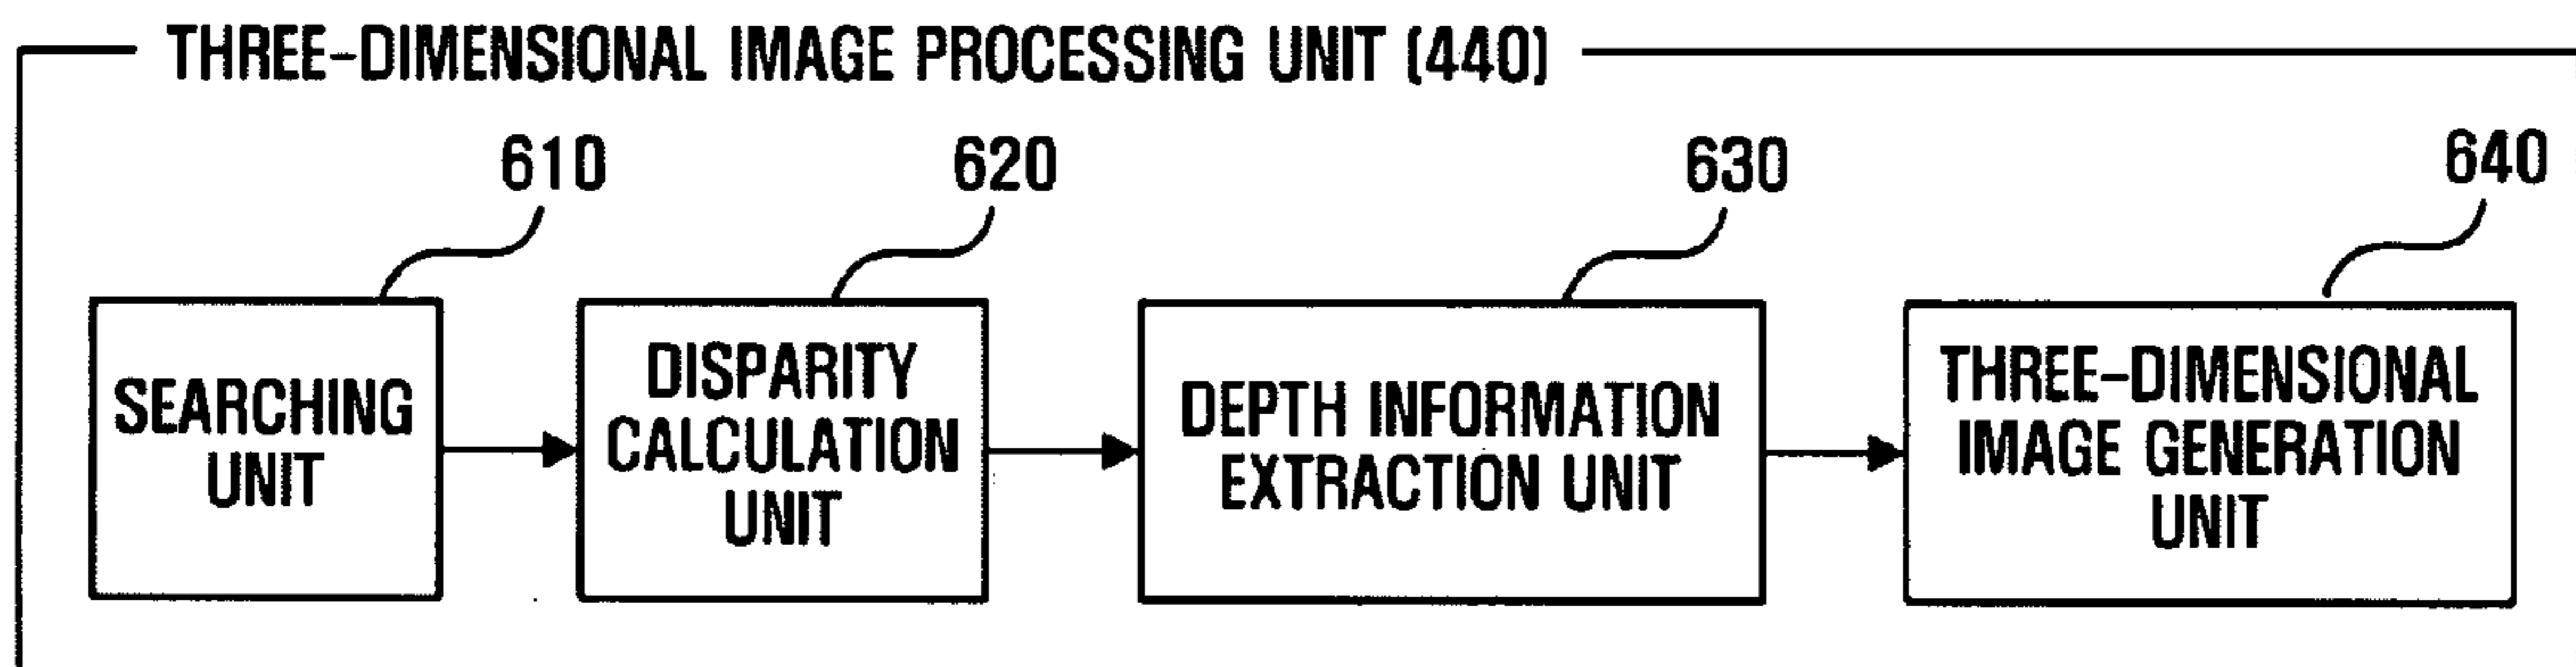 THREE-DIMENSIONAL IMAGE PROCESSING UNIT (440)
610
620
630
640
SEARCHING
UNIT
DISPARITY
CALCULATION
UNIT
DEPTH INFORMATION
EXTRACTION UNIT
THREE-DIMENSIONAL
IMAGE GENERATION
UNIT